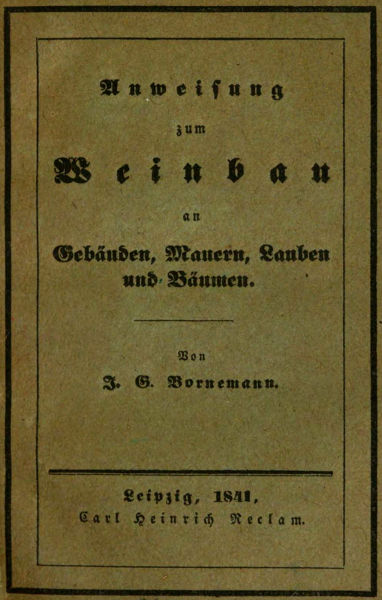 Anweisung
zum
Weinbau
an
Gebäuden, Mauern, Lauben
und Bäumen.
Von
J. G. Bornemann.
Leipzig, 1841,
Carl Heinrich Reclam.